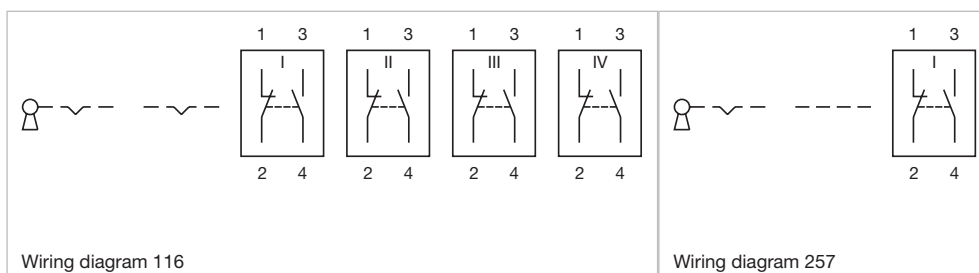 1 3 1 3 1 3 1 3 1 3
I II III IV I
2 4 2 4 2 4 2 4 2 4
Wiring diagram 116
Wiring diagram 257